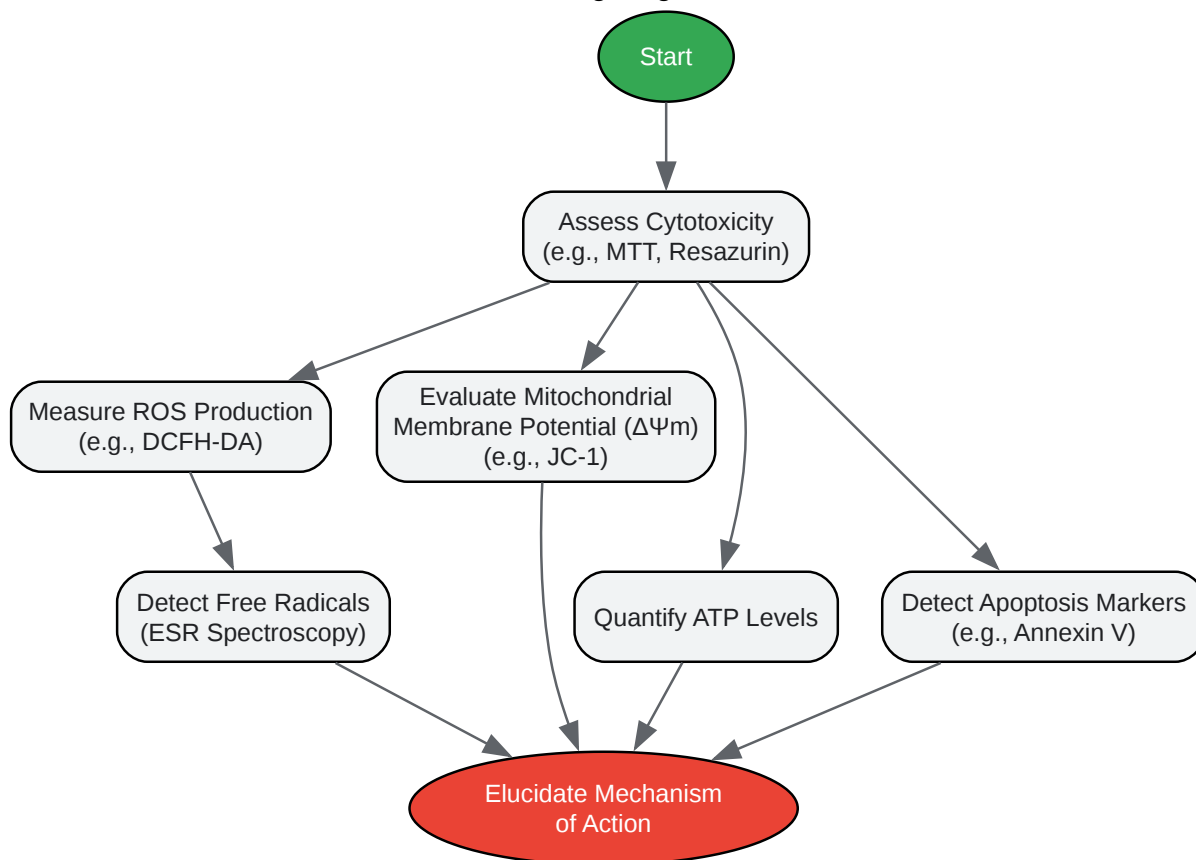 Start
Assess Cytotoxicity
(e.g., MTT, Resazurin)
Measure ROS Production
(e.g., DCFH-DA)
Evaluate Mitochondrial
Membrane Potential (ΔΨm)
(e.g., JC-1)
Detect Free Radicals
(ESR Spectroscopy)
Quantify ATP Levels
Detect Apoptosis Markers
(e.g., Annexin V)
Elucidate Mechanism
of Action